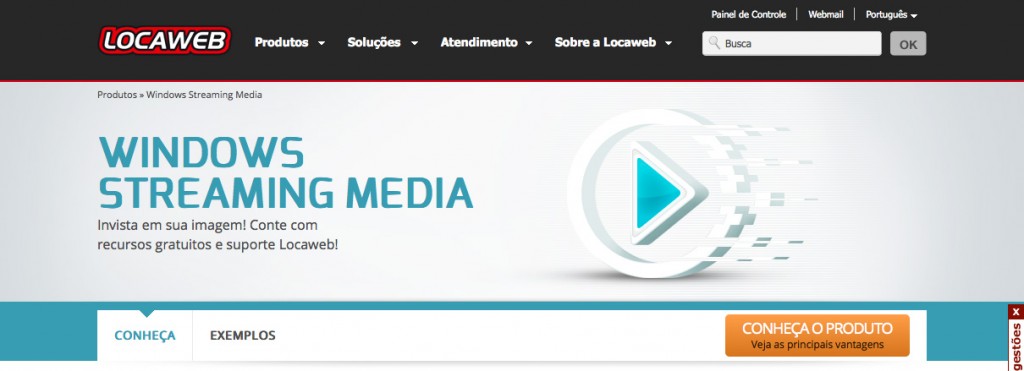 Painel de Controle Webmail Português
LOCAWEB Produtos Soluções Atendimento Sobre a Locaweb Busca OK
Produtos » Windows Streaming Media
WINDOWS
STREAMING MEDIA
Invista em sua imagem! Conte com
recursos gratuitos e suporte Locaweb!
CONHEÇA EXEMPLOS
CONHEÇA O PRODUTO
Veja as principais vantagens
x
gestões